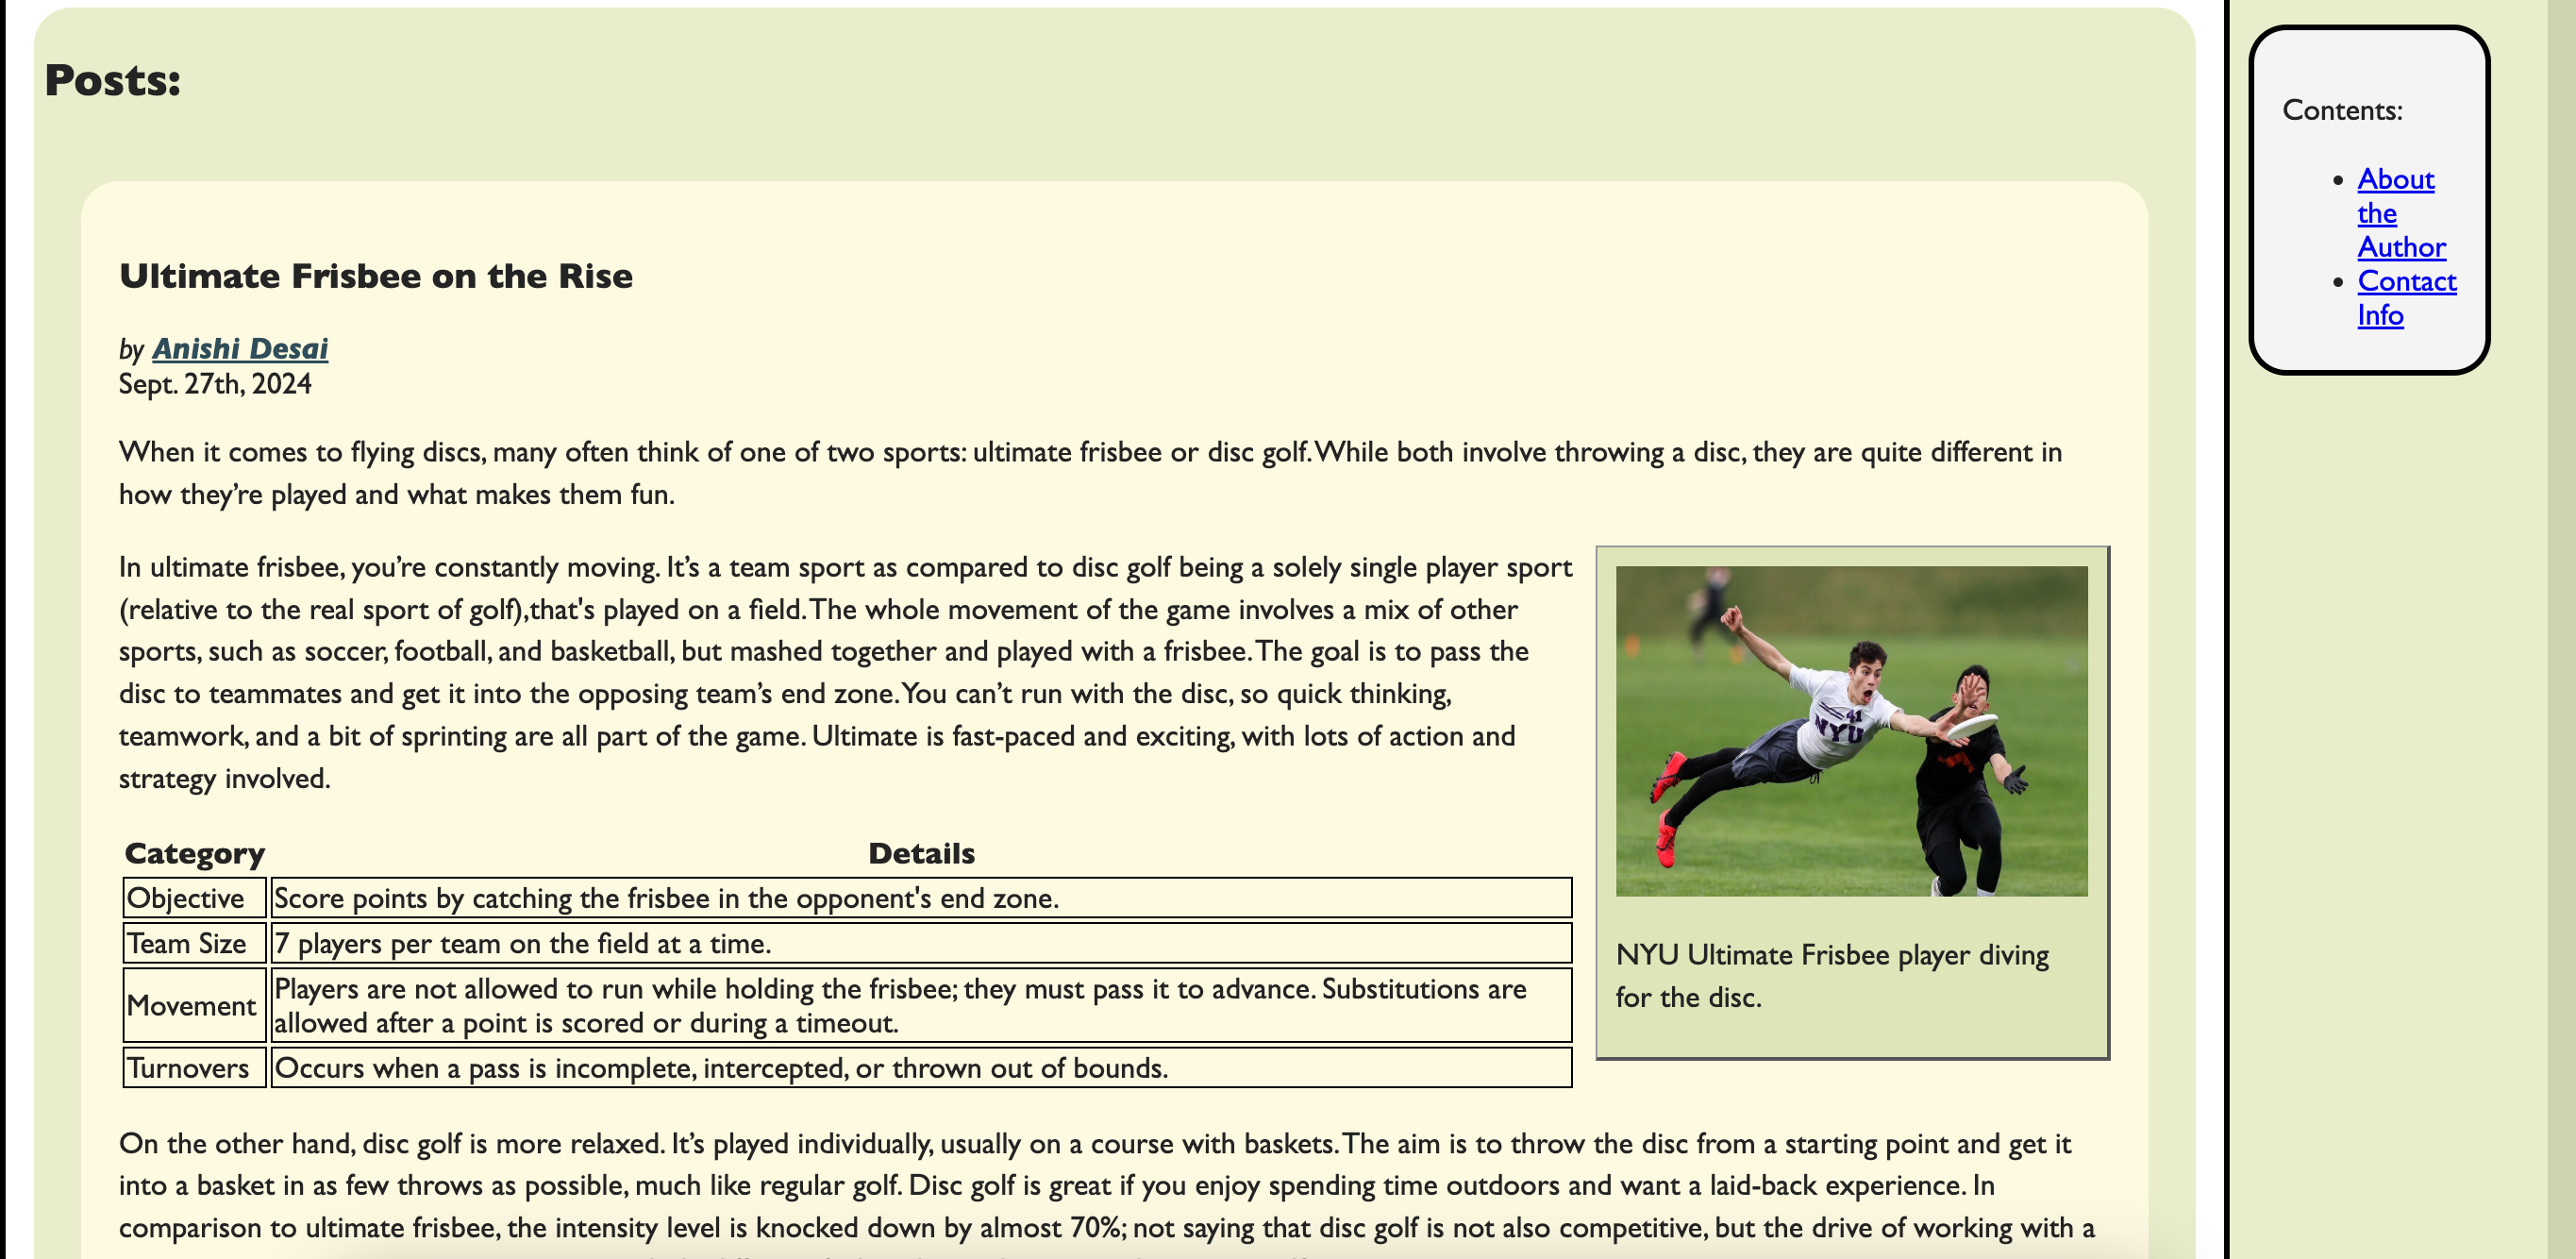 Posts:
Ultimate Frisbee on the Rise
by Anishi Desai
Sept. 27th, 2024
When it comes to flying discs, many often think of one of two sports: ultimate frisbee or disc golf. While both involve throwing a disc, they are quite different in
how they’re played and what makes them fun.
In ultimate frisbee, you’re constantly moving. It’s a team sport as compared to disc golf being a solely single player sport
(relative to the real sport of golf),that's played on a field. The whole movement of the game involves a mix of other
sports, such as soccer, football, and basketball, but mashed together and played with a frisbee. The goal is to pass the
disc to teammates and get it into the opposing team’s end zone. You can’t run with the disc, so quick thinking,
teamwork, and a bit of sprinting are all part of the game. Ultimate is fast-paced and exciting, with lots of action and
strategy involved.
41
NYU
NYU Ultimate Frisbee player diving
for the disc.
Category Details
Objective Score points by catching the frisbee in the opponent's end zone.
Team Size 7 players per team on the field at a time.
Movement Players are not allowed to run while holding the frisbee; they must pass it to advance. Substitutions are
allowed after a point is scored or during a timeout.
Turnovers Occurs when a pass is incomplete, intercepted, or thrown out of bounds.
On the other hand, disc golf is more relaxed. It’s played individually, usually on a course with baskets. The aim is to throw the disc from a starting point and get it
into a basket in as few throws as possible, much like regular golf. Disc golf is great if you enjoy spending time outdoors and want a laid-back experience. In
comparison to ultimate frisbee, the intensity level is knocked down by almost 70%; not saying that disc golf is not also competitive, but the drive of working with a
Contents:
About
the
Author
Contact
Info